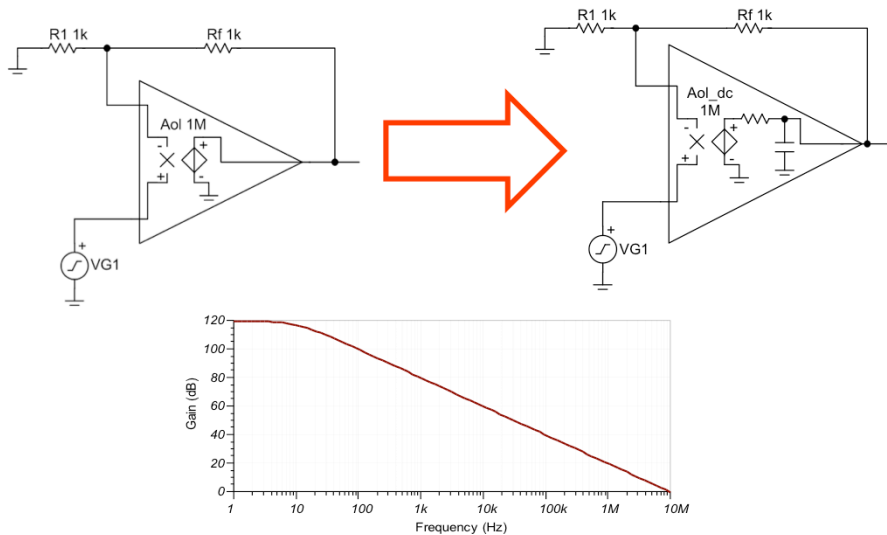 R1 1k
Rf 1k
Aol 1M
-
+
+
-
+
VG1
R1 1k
Rf 1k
Aol_dc
1M
-
+
+
-
+
VG1
120
100
80
60
40
20
0
Gain (dB)
1
10
100
1k
10k
100k
1M
10M
Frequency (Hz)